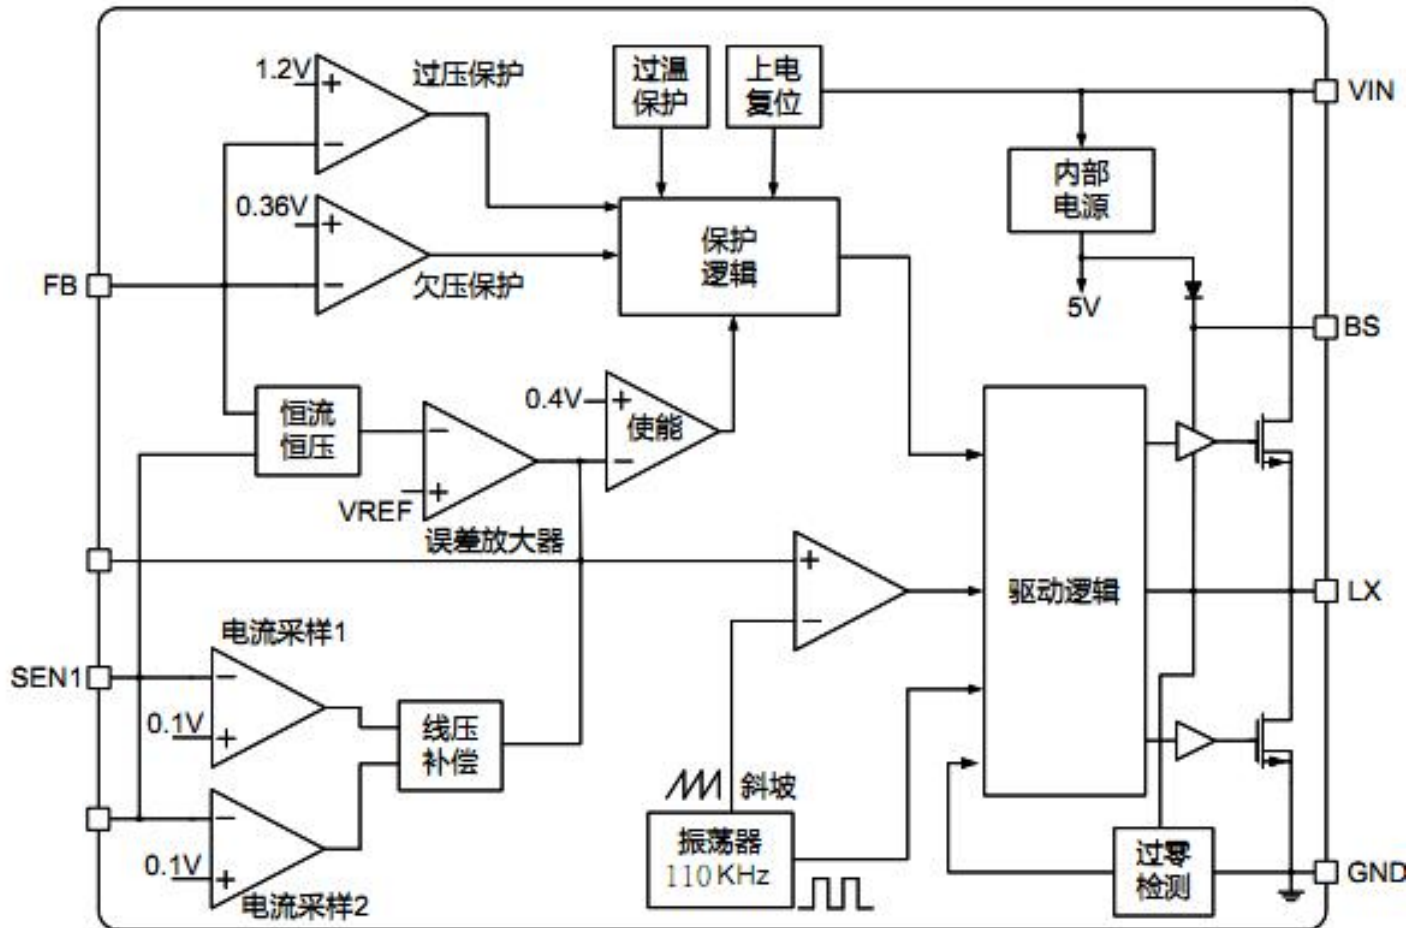 1.2V
+
过压保护
−
过温
保护
上电
复位
VIN
内部
电源
0.36V
+
欠压保护
−
保护
逻辑
FB
5V
BS
恒流
恒压
−
VREF
+
误差放大器
0.4V
+
使能
−
+
−
驱动逻辑
LX
电流采样1
SEN1
−
0.1V
+
线压
补偿
−
0.1V
+
电流采样2
斜坡
振荡器
110 KHz
过零
检测
GND